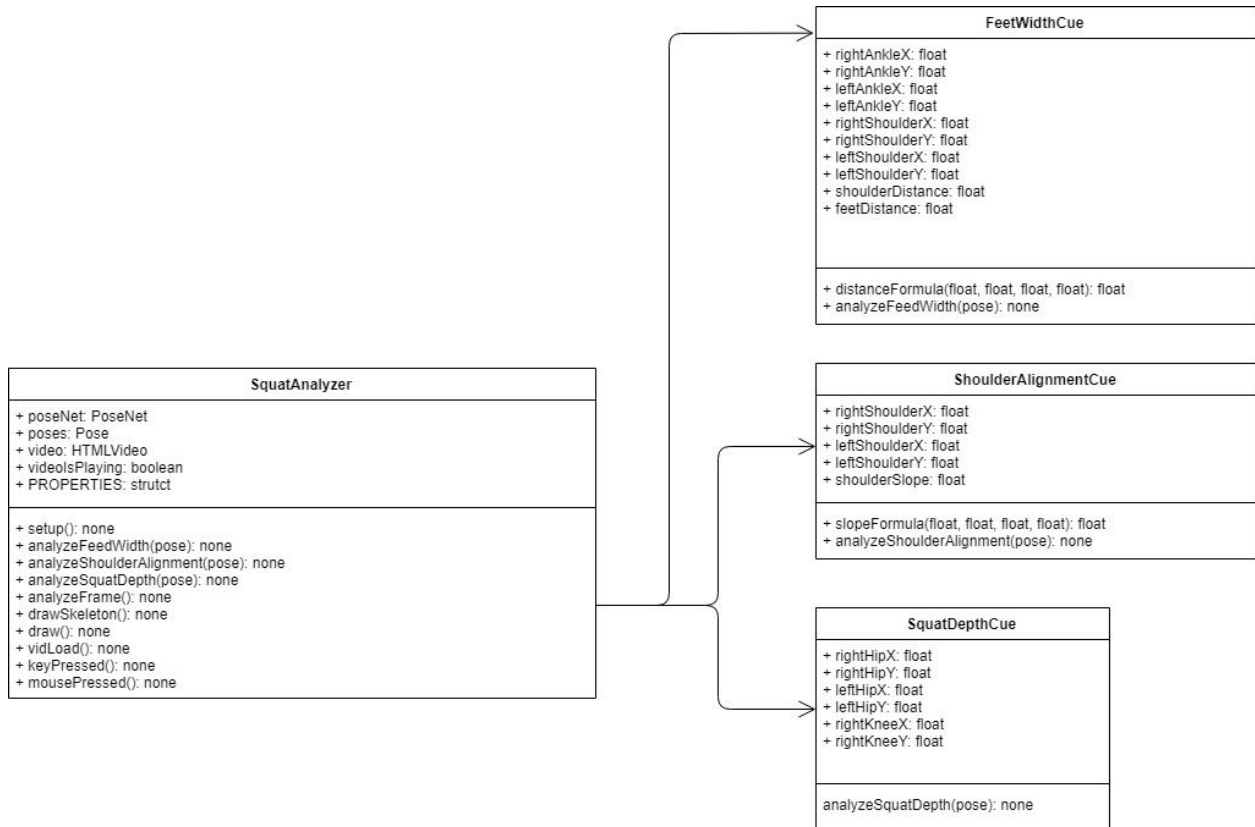 FeetWidthCue
+ rightAnkleX: float
+ rightAnkleY: float
+ leftAnkleX: float
+ leftAnkleY: float
+ rightShoulderX: float
+ rightShoulderY: float
+ leftShoulderX: float
+ leftShoulderY: float
+ shoulderDistance: float
+ feetDistance: float
+ distanceFormula(float, float, float, float): float
+ analyzeFeedWidth(pose): none
SquatAnalyzer
+ poseNet: PoseNet
+ poses: Pose
+ video: HTMLVideo
+ videoIsPlaying: boolean
+ PROPERTIES: strutct
+ setup(): none
+ analyzeFeedWidth(pose): none
+ analyzeShoulderAlignment(pose): none
+ analyzeSquatDepth(pose): none
+ analyzeFrame(): none
+ drawSkeleton(): none
+ draw(): none
+ vidLoad(): none
+ keyPressed(): none
+ mousePressed(): none
ShoulderAlignmentCue
+ rightShoulderX: float
+ rightShoulderY: float
+ leftShoulderX: float
+ leftShoulderY: float
+ shoulderSlope: float
+ slopeFormula(float, float, float, float): float
+ analyzeShoulderAlignment(pose): none
SquatDepthCue
+ rightHipX: float
+ rightHipY: float
+ leftHipX: float
+ leftHipY: float
+ rightKneeX: float
+ rightKneeY: float
analyzeSquatDepth(pose): none